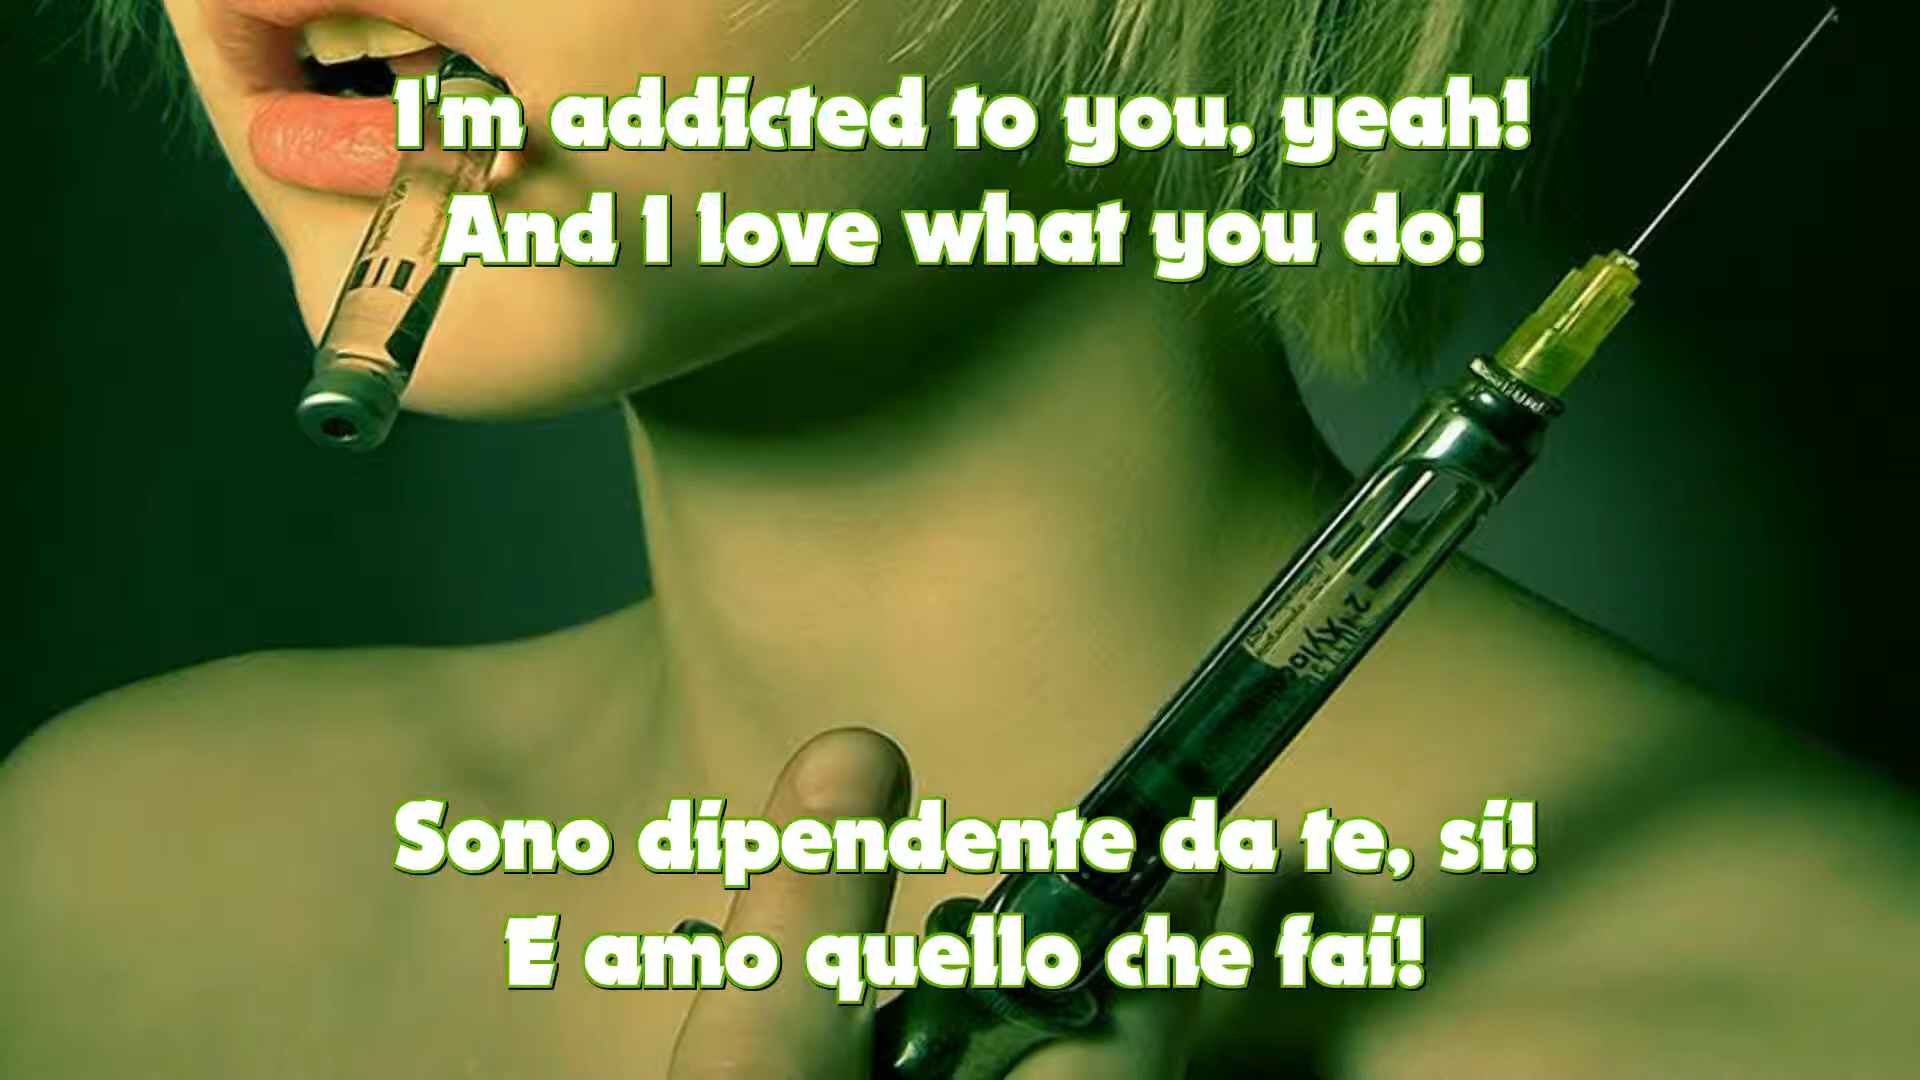 I'm addicted to you, yeah!
And I love what you do!
Sono dipendente da te, sì!
E amo quello che fai!